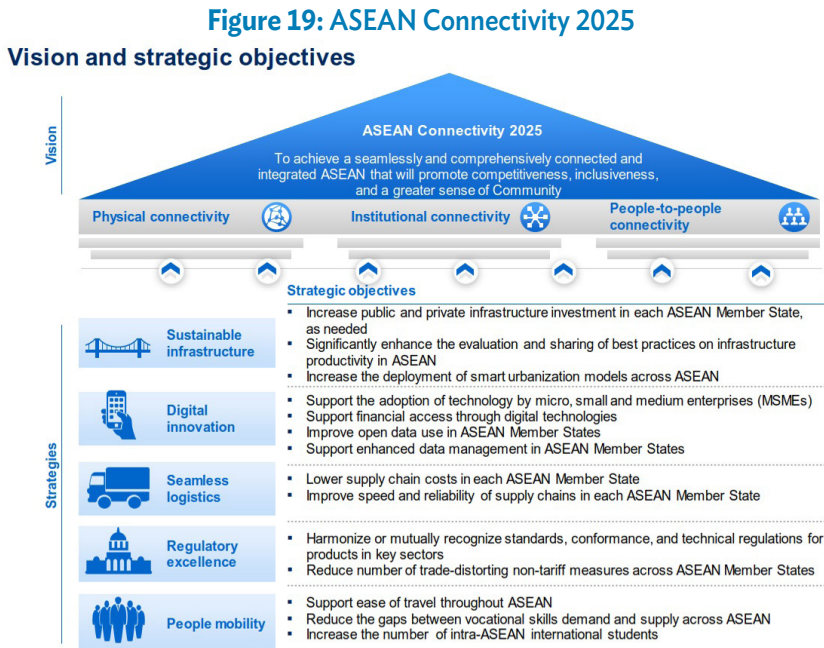 Figure 19: ASEAN Connectivity 2025
Vision and strategic objectives
Vision
ASEAN Connectivity 2025
To achieve a seamlessly and comprehensively connected and
integrated ASEAN that will promote competitiveness, inclusiveness,
and a greater sense of Community
Physical connectivity
Institutional connectivity
People-to-people
connectivity
Strategic objectives
Strategies
Sustainable
infrastructure
Increase public and private infrastructure investment in each ASEAN Member State,
as needed
Significantly enhance the evaluation and sharing of best practices on infrastructure
productivity in ASEAN
Increase the deployment of smart urbanization models across ASEAN
Digital
innovation
Support the adoption of technology by micro, small and medium enterprises (MSMEs)
Support financial access through digital technologies
Improve open data use in ASEAN Member States
Support enhanced data management in ASEAN Member States
Seamless
logistics
Lower supply chain costs in each ASEAN Member State
Improve speed and reliability of supply chains in each ASEAN Member State
Regulatory
excellence
Harmonize or mutually recognize standards, conformance, and technical regulations for
products in key sectors
Reduce number of trade-distorting non-tariff measures across ASEAN Member States
People mobility
Support ease of travel throughout ASEAN
Reduce the gaps between vocational skills demand and supply across ASEAN
Increase the number of intra-ASEAN international students